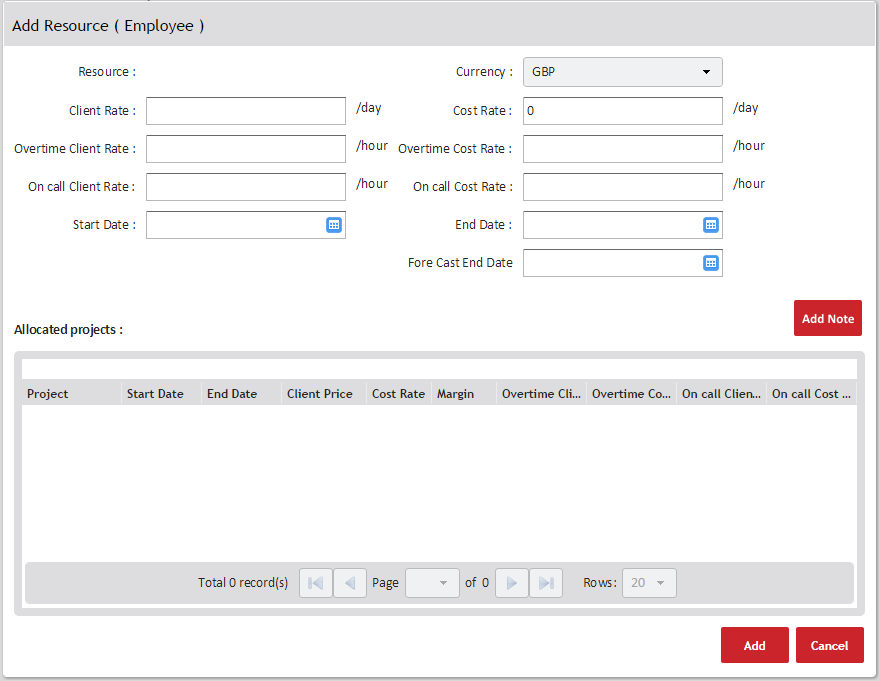 Add Resource ( Employee )
Resource : Currency : GBP
Client Rate : /day Cost Rate : 0 /day
Overtime Client Rate : /hour Overtime Cost Rate : /hour
On call Client Rate : /hour On call Cost Rate : /hour
Start Date : End Date :
Fore Cast End Date
Add Note
Allocated projects :
Project Start Date End Date Client Price Cost Rate Margin Overtime Cli... Overtime Co... On call Clien... On call Cost ...
Total 0 record(s) Page of 0 Rows: 20
Add Cancel